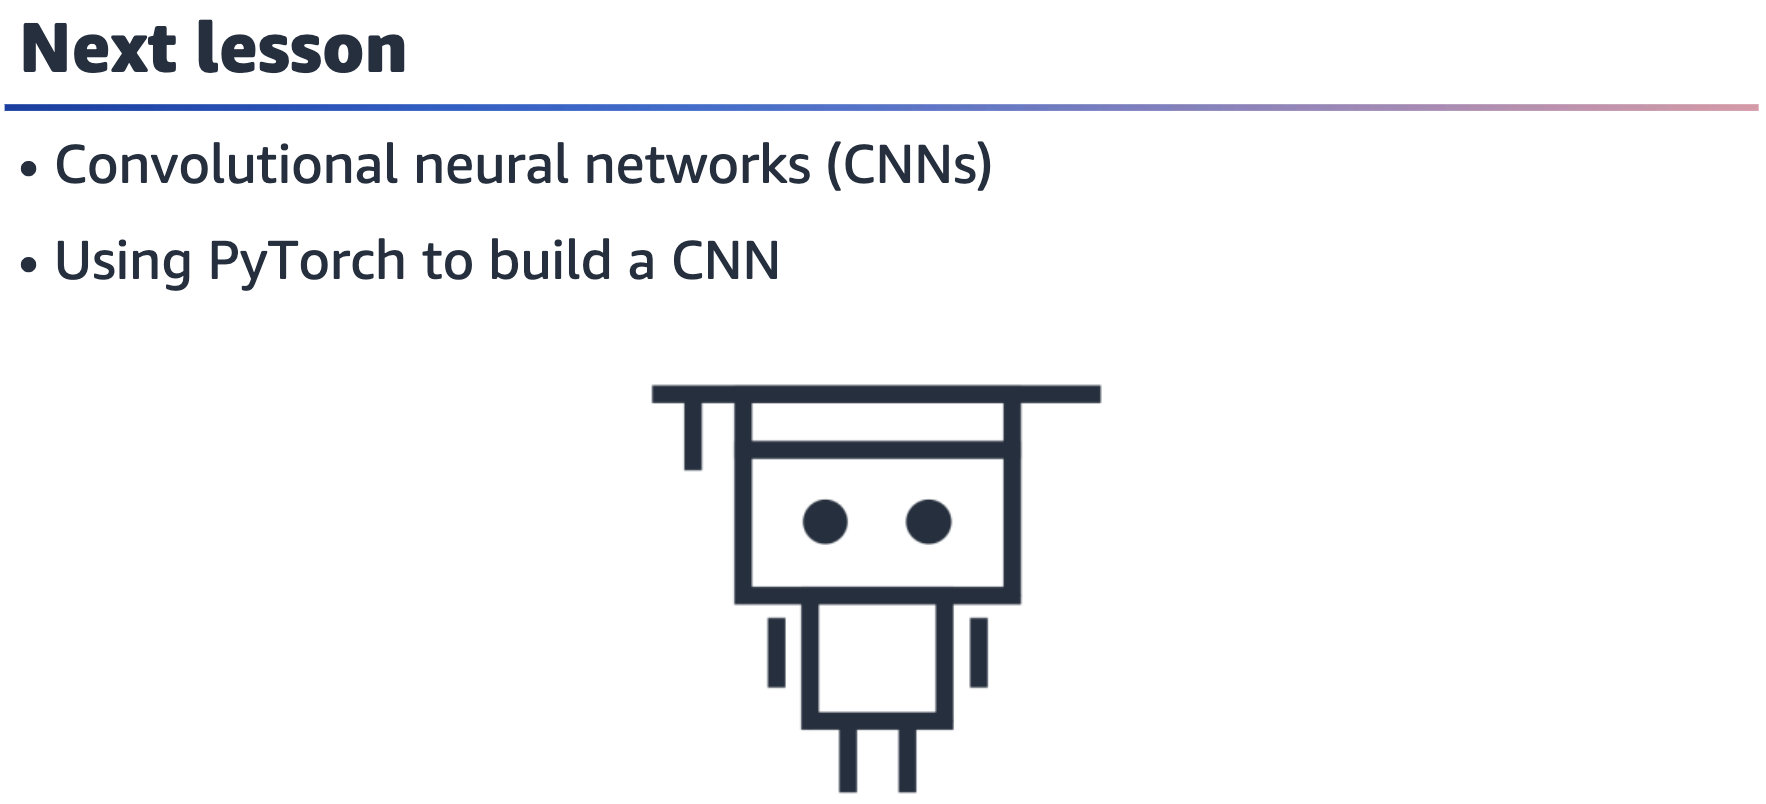 Next lesson
• Convolutional neural networks (CNNs)
• Using PyTorch to build a CNN